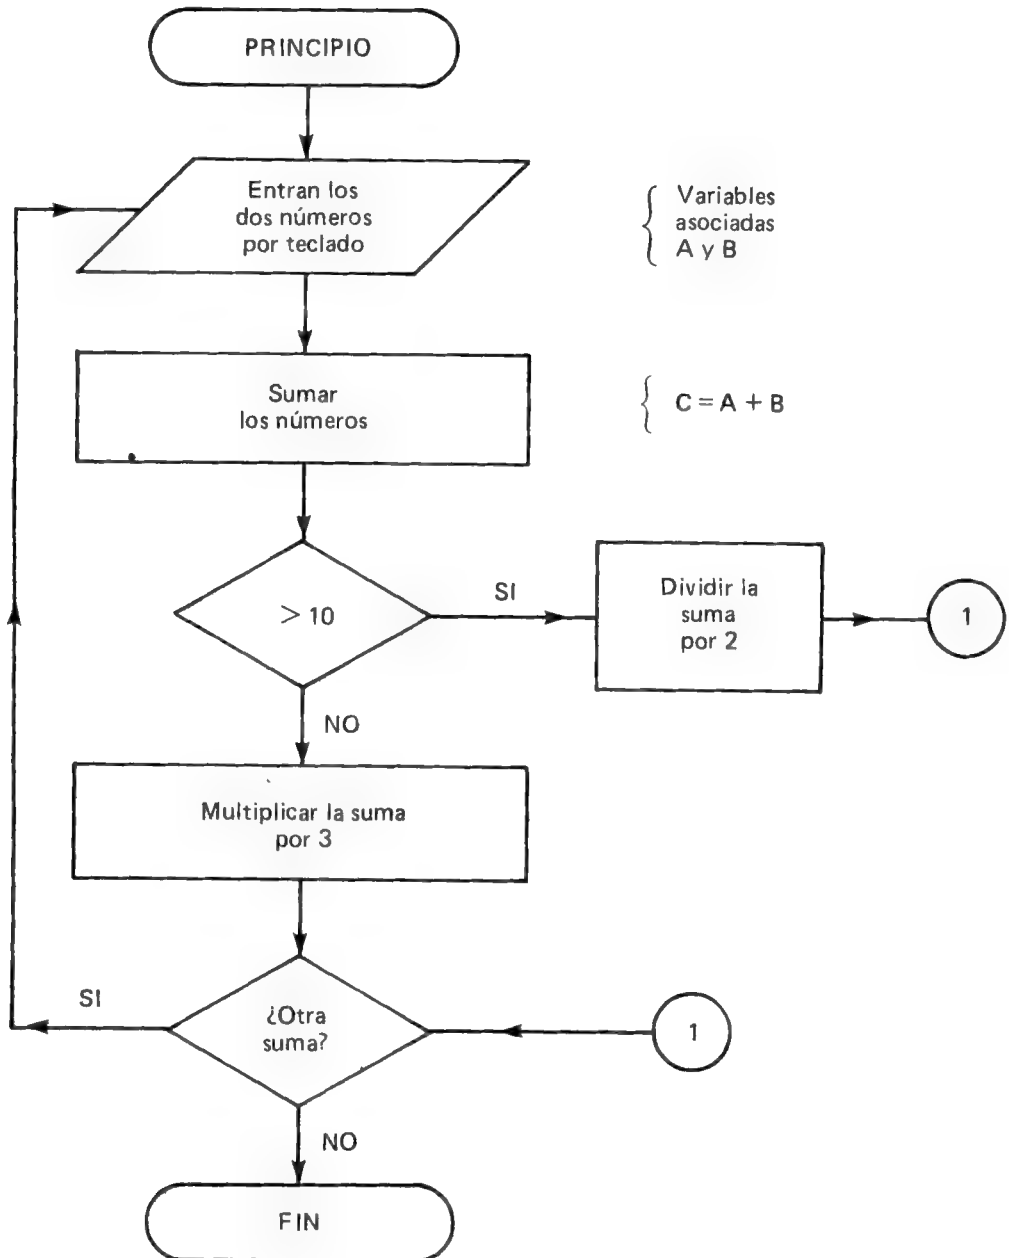 PRINCIPIO
Entran los
dos números
por teclado
Variables
asociadas
A y B
Sumar
los números
C = A + B
> 10
SI
Dividir la
suma
por 2
1
NO
Multiplicar la suma
por 3
SI
¿Otra
suma?
1
NO
FIN